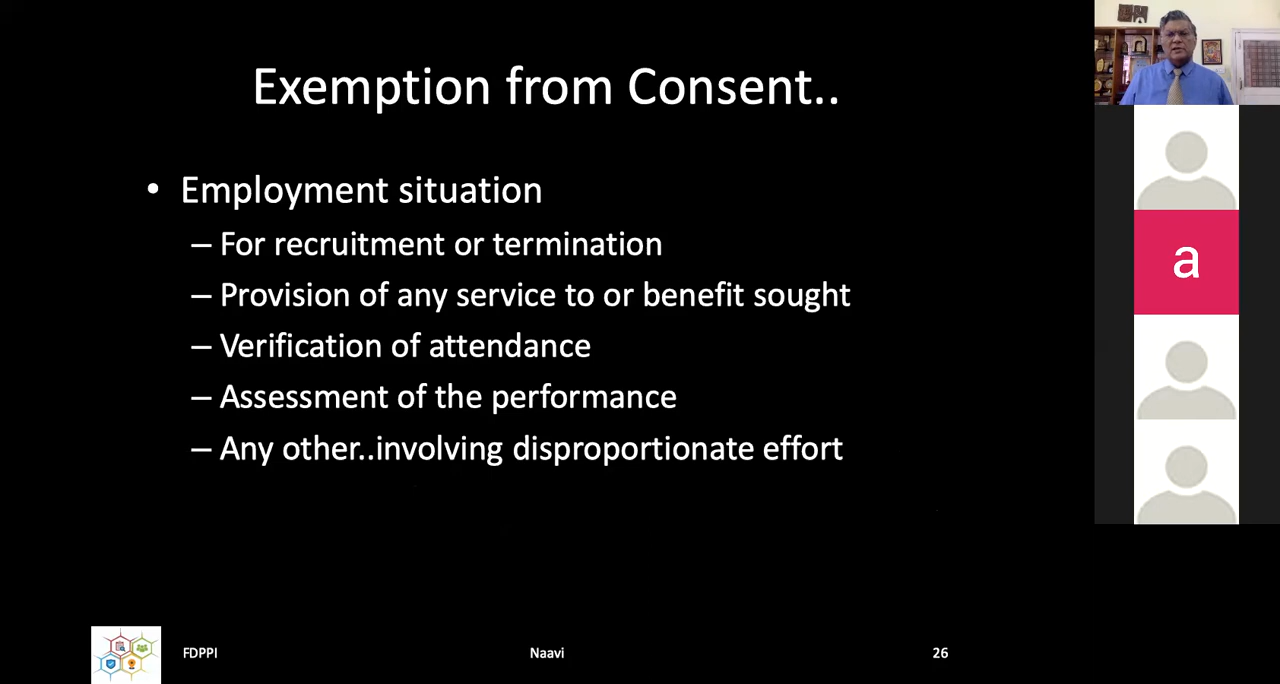 Exemption from Consent..
• Employment situation
– For recruitment or termination
– Provision of any service to or benefit sought
– Verification of attendance
– Assessment of the performance
– Any other..involving disproportionate effort
a
FDPPI
Naavi
26